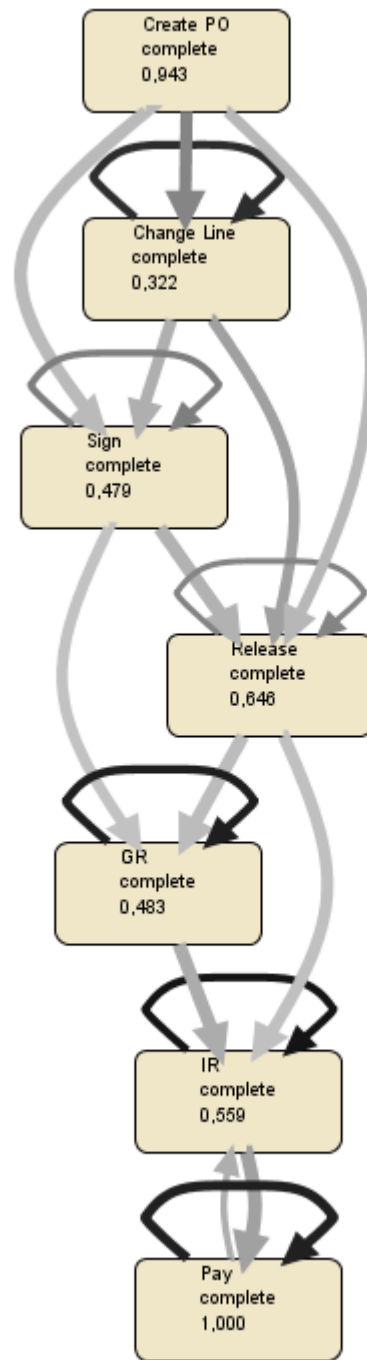 Create PO
complete
0,943
Change Line
complete
0,322
Sign
complete
0,479
Release
complete
0,646
GR
complete
0,483
IR
complete
0,559
Pay
complete
1,000